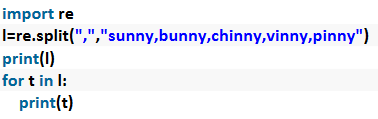 import re
l=re.split(",","sunny,bunny,chinny,vinny,pinny")
print(l)
for t in l:
    print(t)